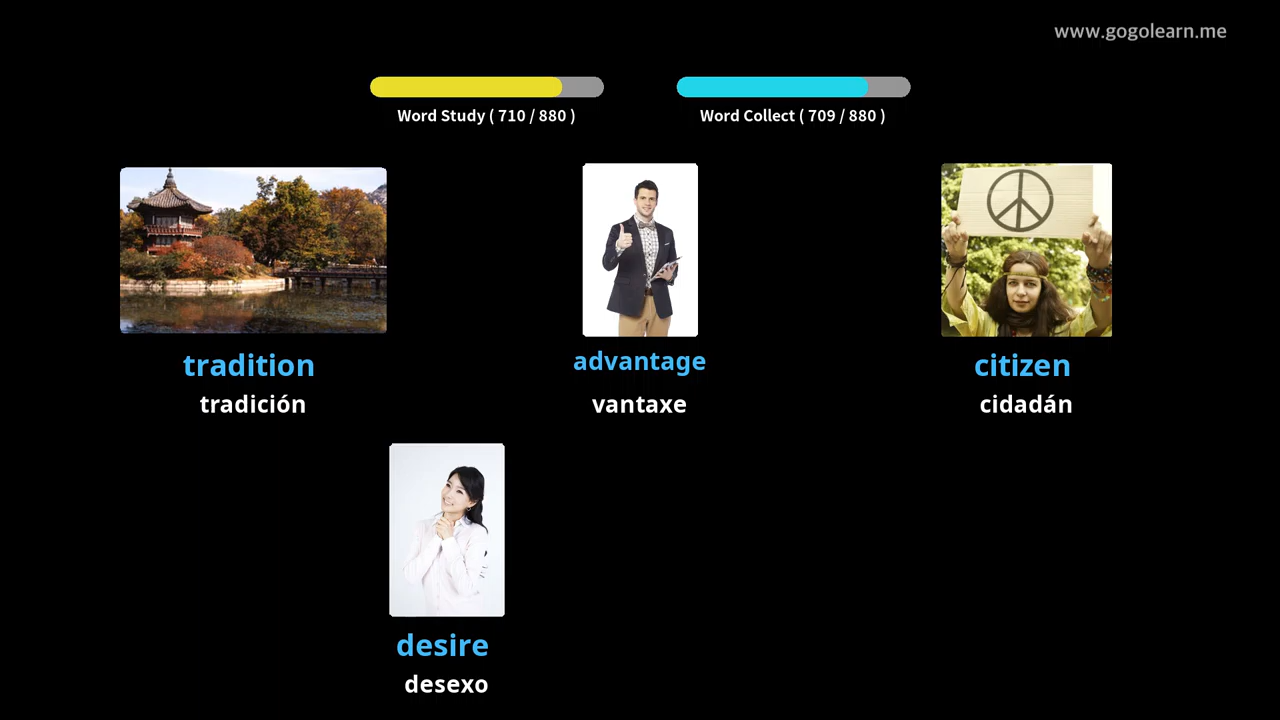 www.gogolearn.me
Word Study ( 710 / 880 )
Word Collect ( 709 / 880 )
tradition
tradición
advantage
vantaxe
citizen
cidadán
desire
desexo